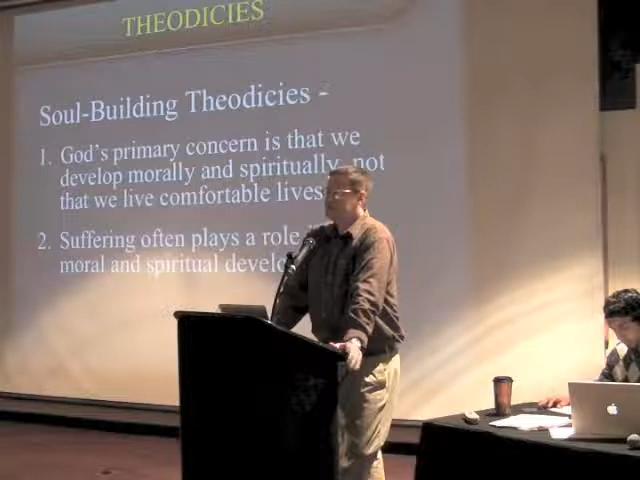 THEODICIES
Soul-Building Theodicies -
1. God's primary concern is that we
develop morally and spiritually, not
that we live comfortable lives
2. Suffering often plays a role
moral and spiritual develo